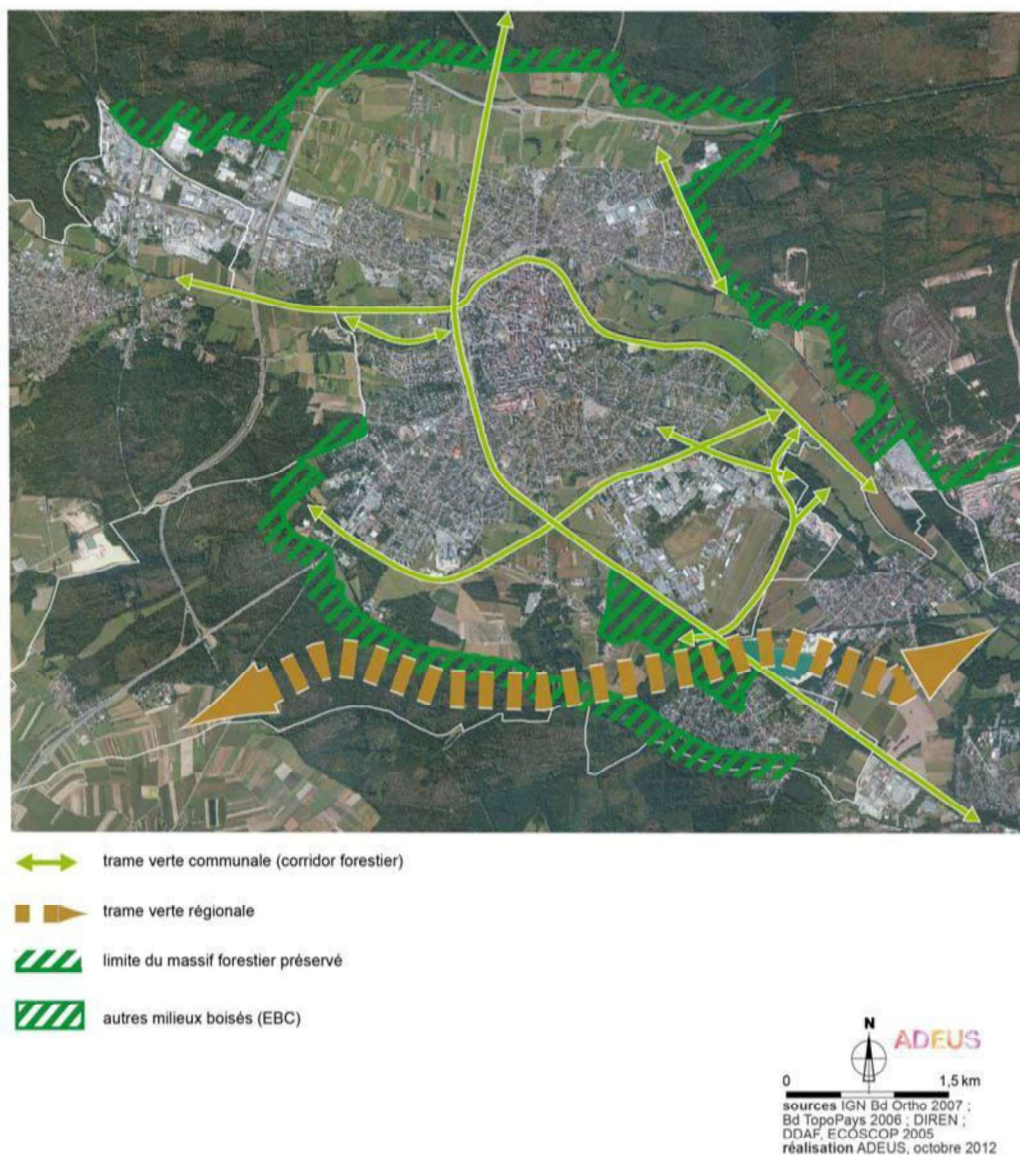 trame verte communale (corridor forestier)
trame verte régionale
limite du massif forestier préservé
autres milieux boisés (EBC)
N
ADEUS
0 1,5 km
sources IGN Bd Ortho 2007 ;
Bd TopoPays 2006 ; DIREN ;
DDAF, ECOSCOP 2005
réalisation ADEUS, octobre 2012